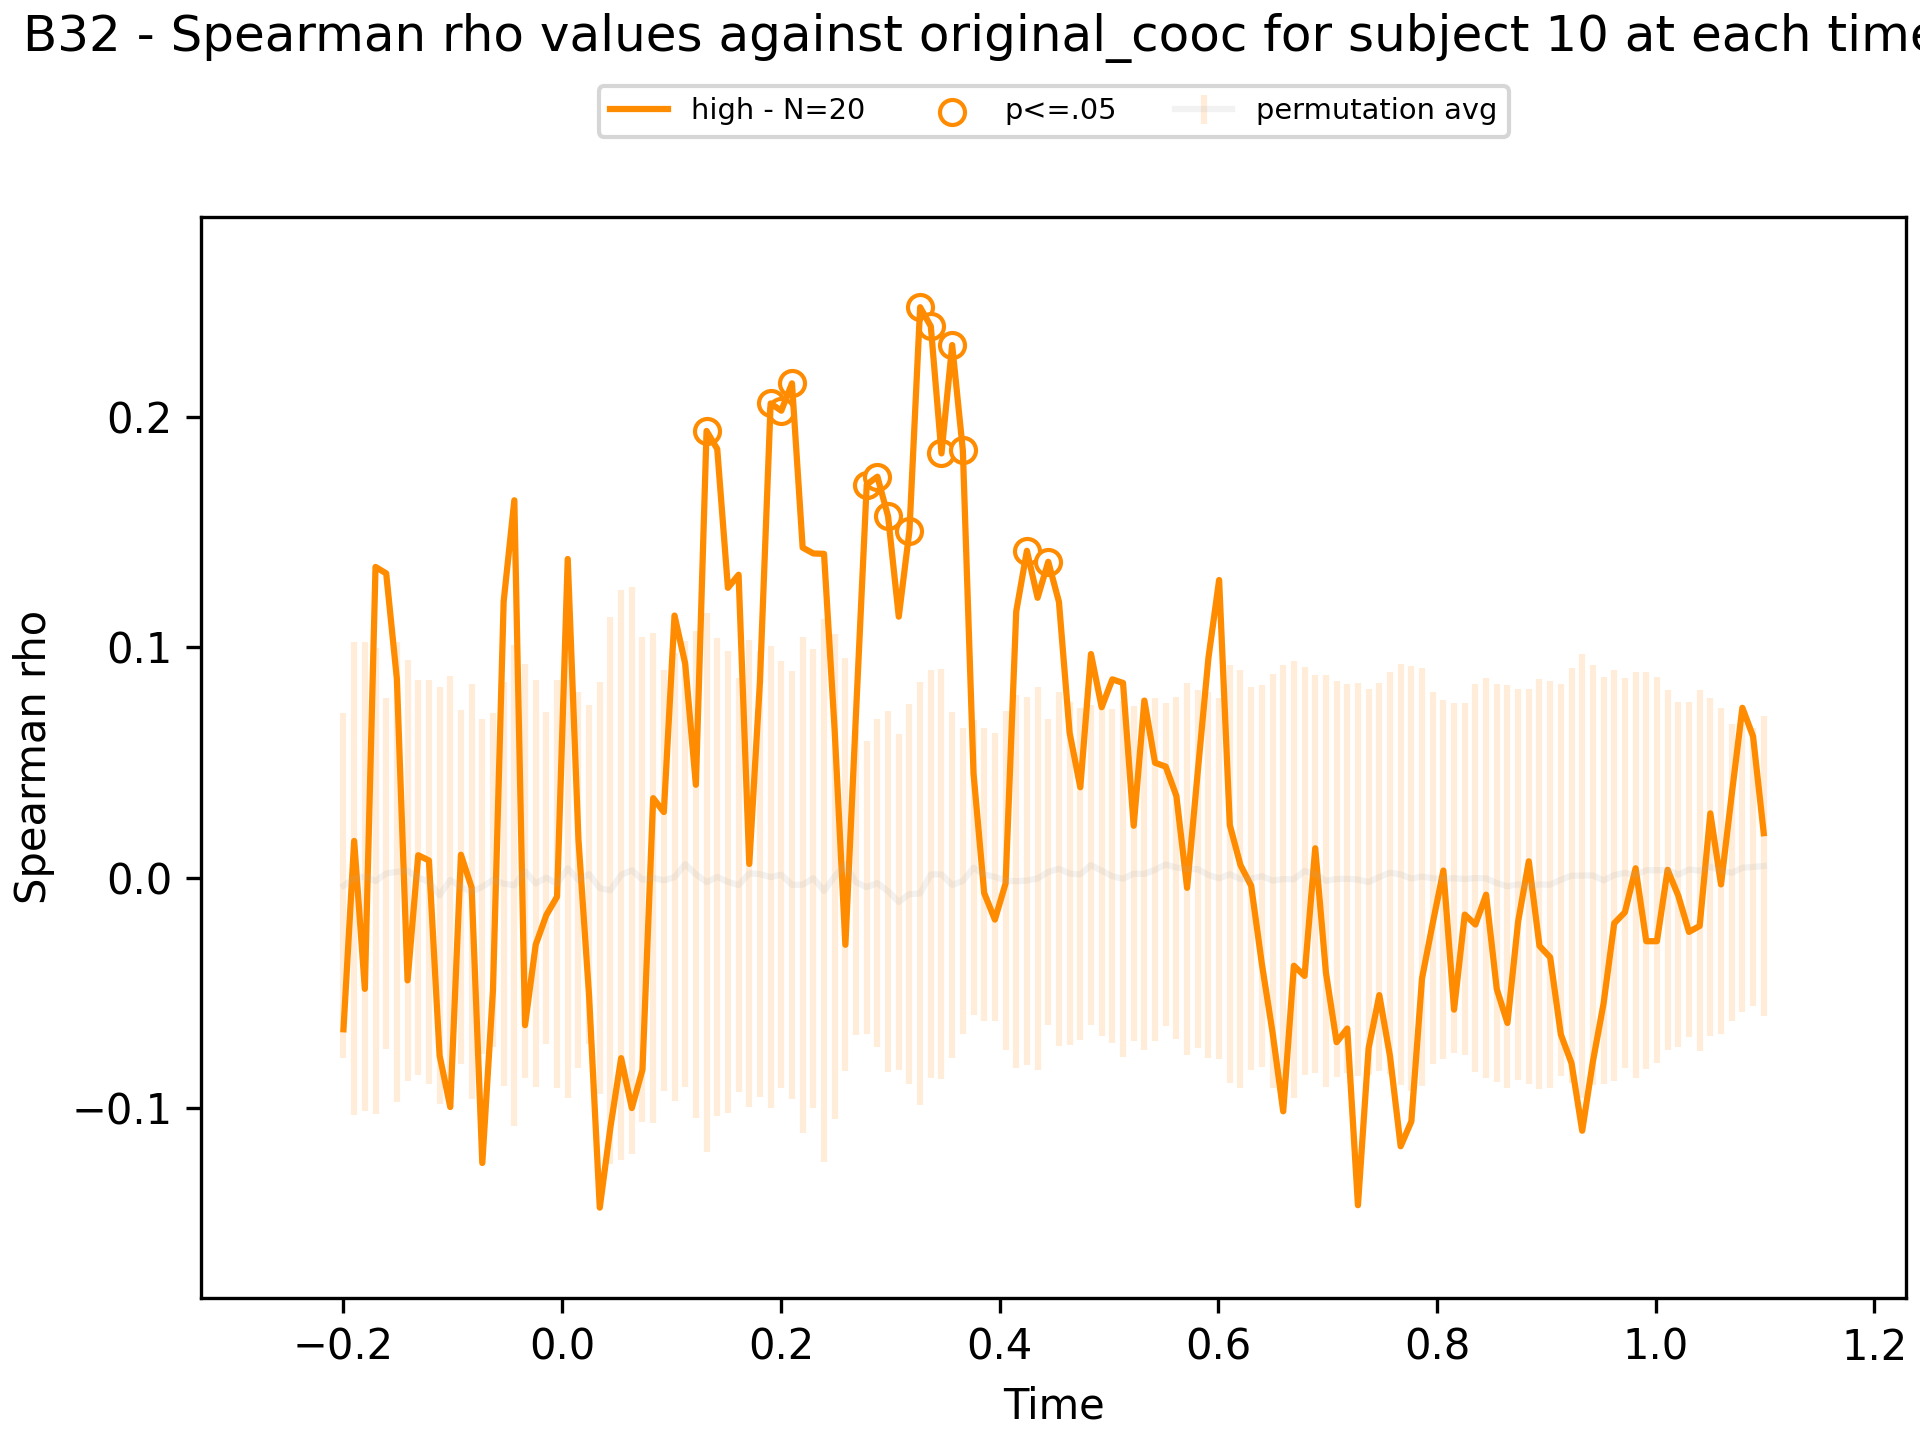 B32 - Spearman rho values against original_cooc for subject 10 at each time
high - N=20 p<=.05 permutation avg
Spearman rho
0.2
0.1
0.0
−0.1
−0.2 0.0 0.2 0.4 0.6 0.8 1.0 1.2
Time